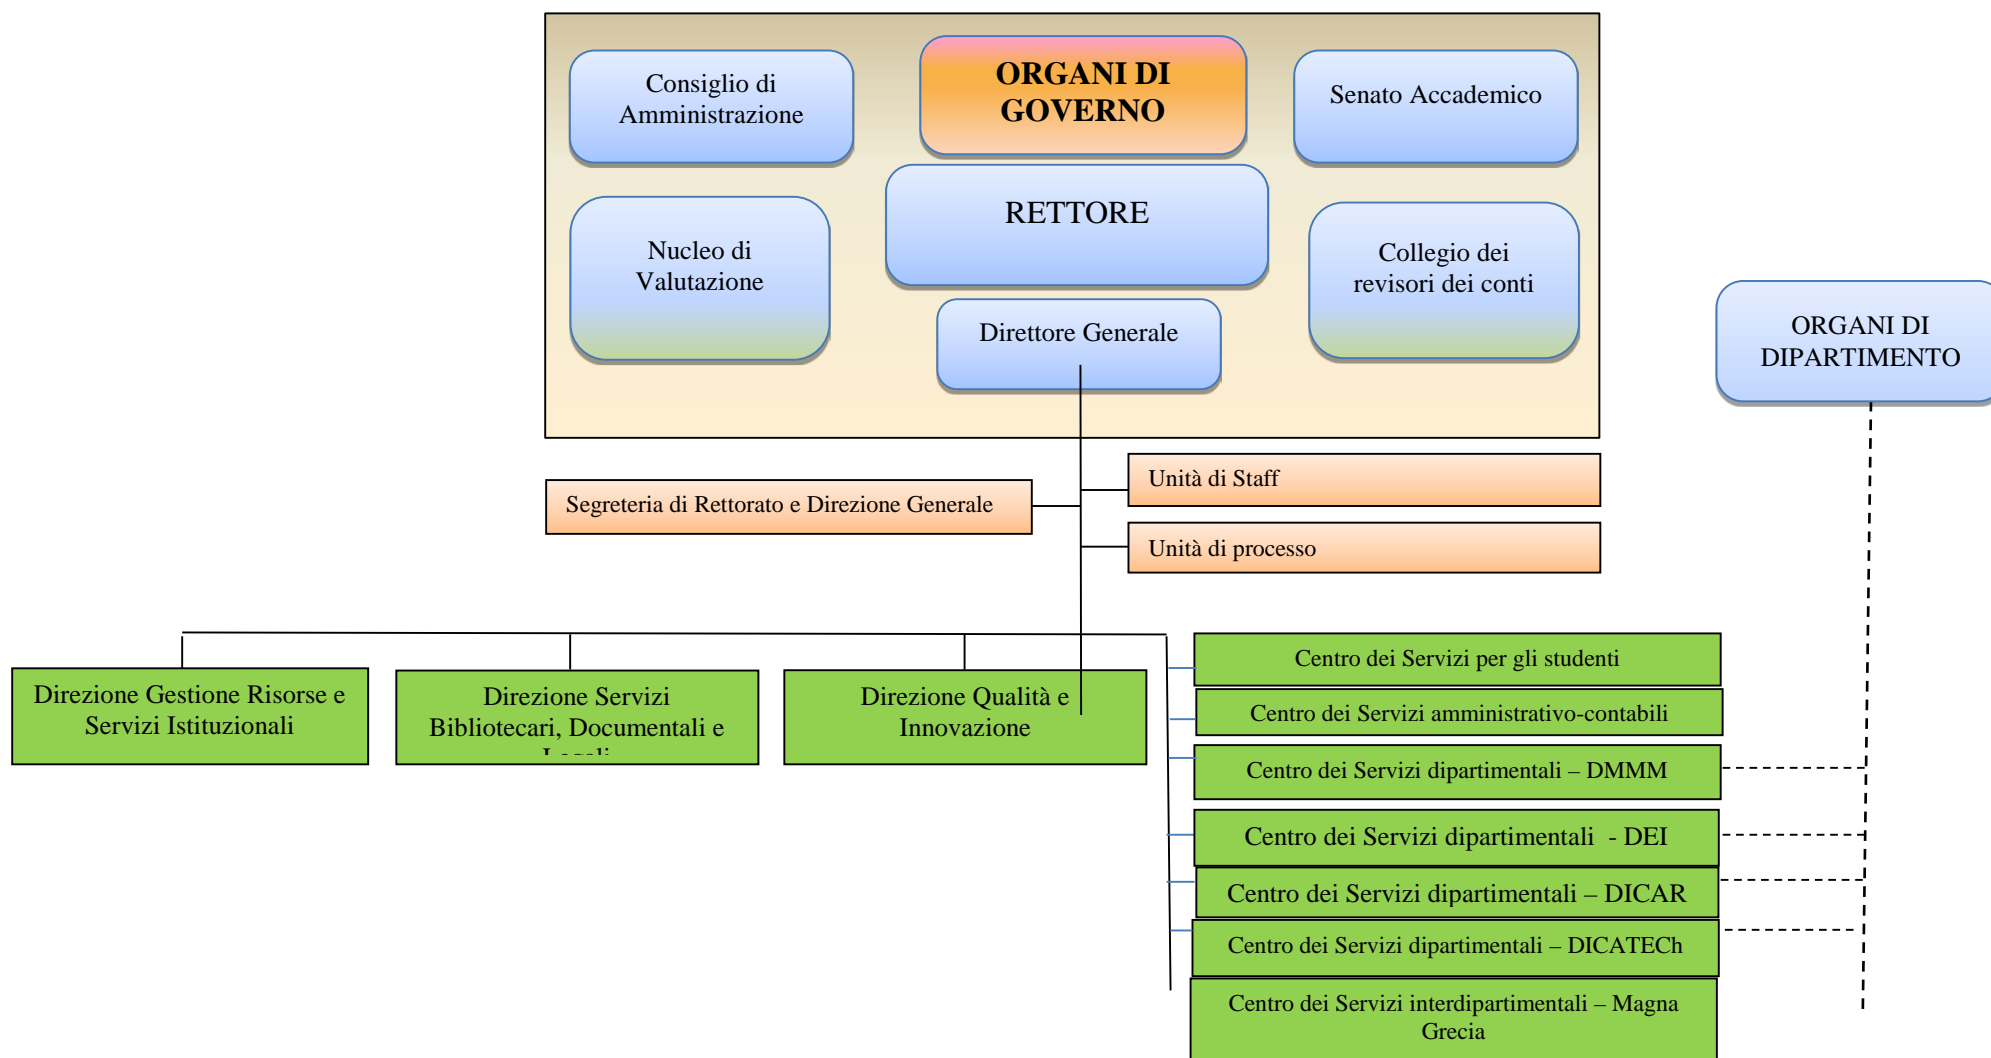 Consiglio di
Amministrazione
ORGANI DI
GOVERNO
Senato Accademico
RETTORE
Nucleo di
Valutazione
Collegio dei
revisori dei conti
Direttore Generale
ORGANI DI
DIPARTIMENTO
Segreteria di Rettorato e Direzione Generale
Unità di Staff
Unità di processo
Direzione Gestione Risorse e
Servizi Istituzionali
Direzione Servizi
Bibliotecari, Documentali e
Direzione Qualità e
Innovazione
Centro dei Servizi per gli studenti
Centro dei Servizi amministrativo-contabili
Centro dei Servizi dipartimentali – DMMM
Centro dei Servizi dipartimentali - DEI
Centro dei Servizi dipartimentali – DICAR
Centro dei Servizi dipartimentali – DICATECh
Centro dei Servizi interdipartimentali – Magna
Grecia